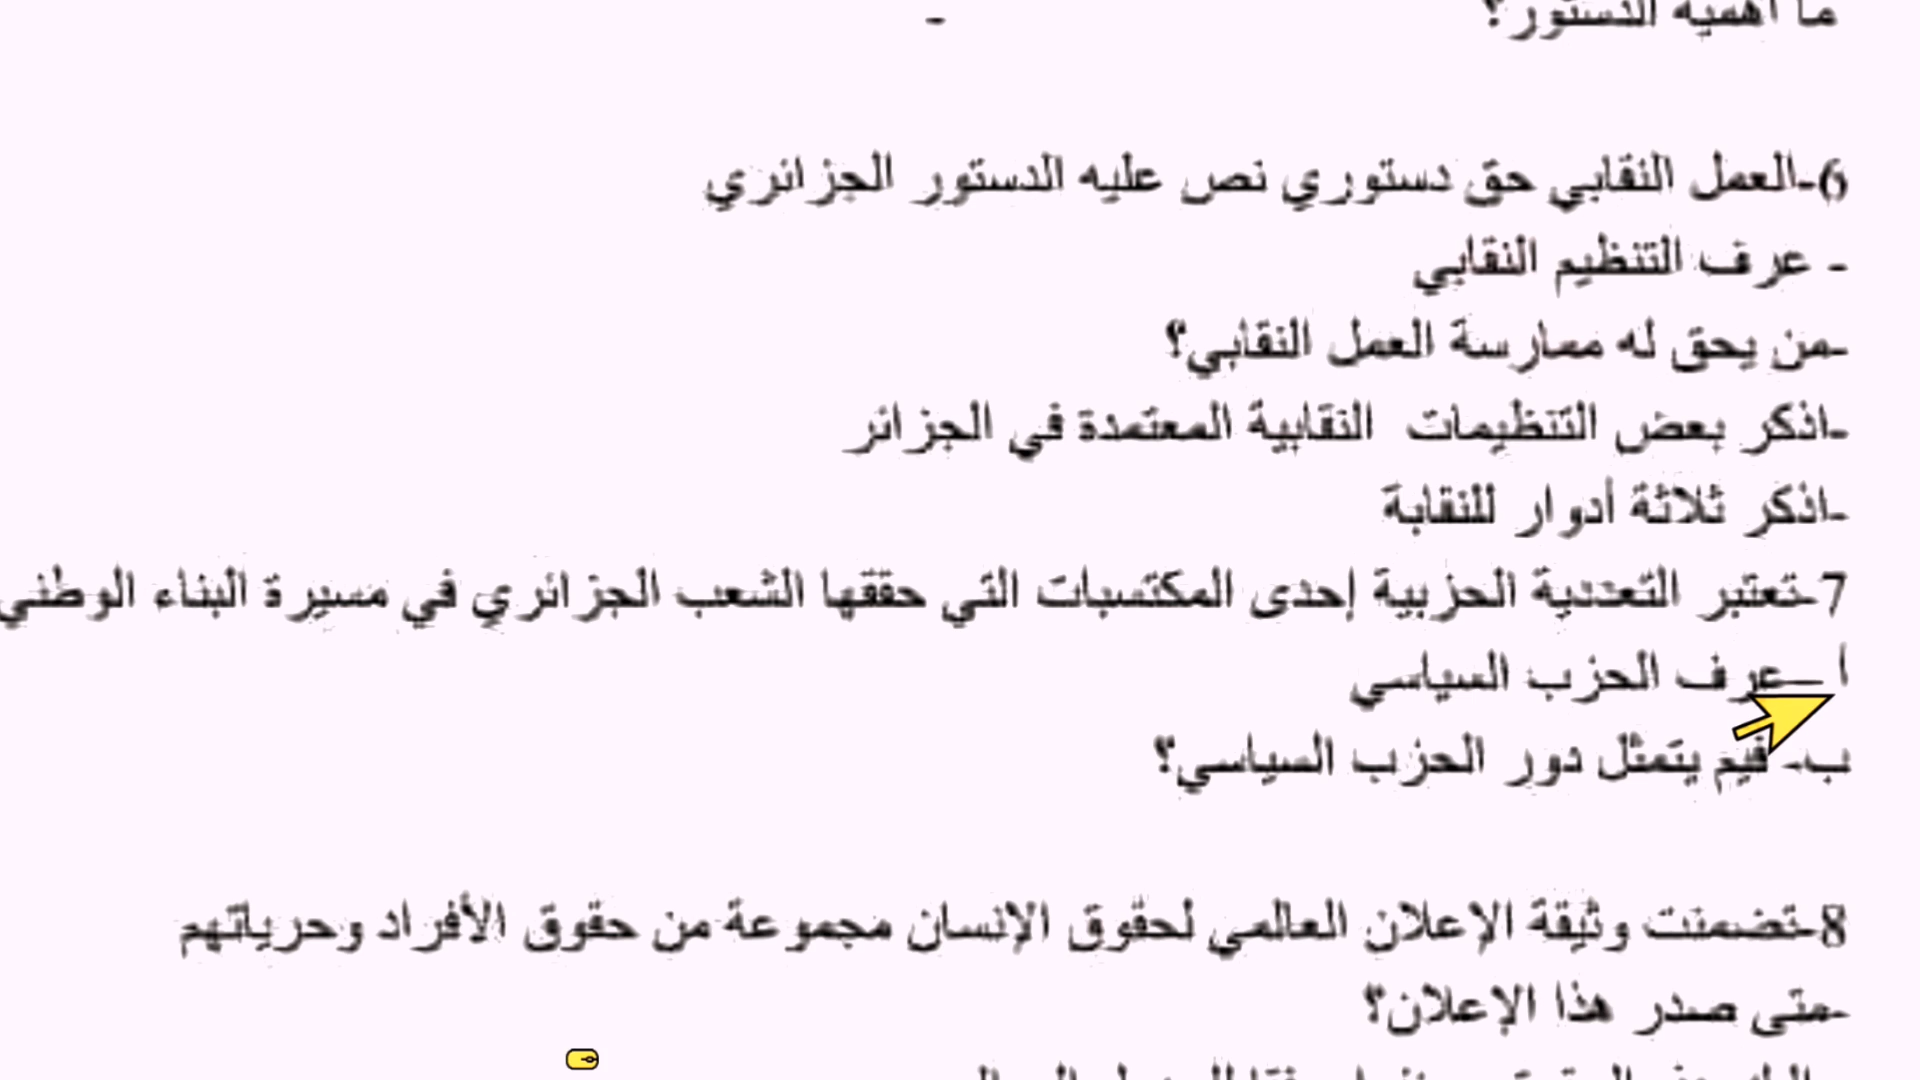 ما أهمية الدستور؟ -
6-العمل النقابي حق دستوري نص عليه الدستور الجزائري
- عرف التنظيم النقابي
-من يحق له ممارسة العمل النقابي؟
-اذكر بعض التنظيمات النقابية المعتمدة في الجزائر
-اذكر ثلاثة أدوار للنقابة
7-تعتبر التعددية الحزبية إحدى المكتسبات التي حققها الشعب الجزائري في مسيرة البناء الوطني
أ –عرف الحزب السياسي
ب- فيم يتمثل دور الحزب السياسي؟
8-تضمنت وثيقة الإعلان العالمي لحقوق الإنسان مجموعة من حقوق الأفراد وحرياتهم
-متى صدر هذا الإعلان؟